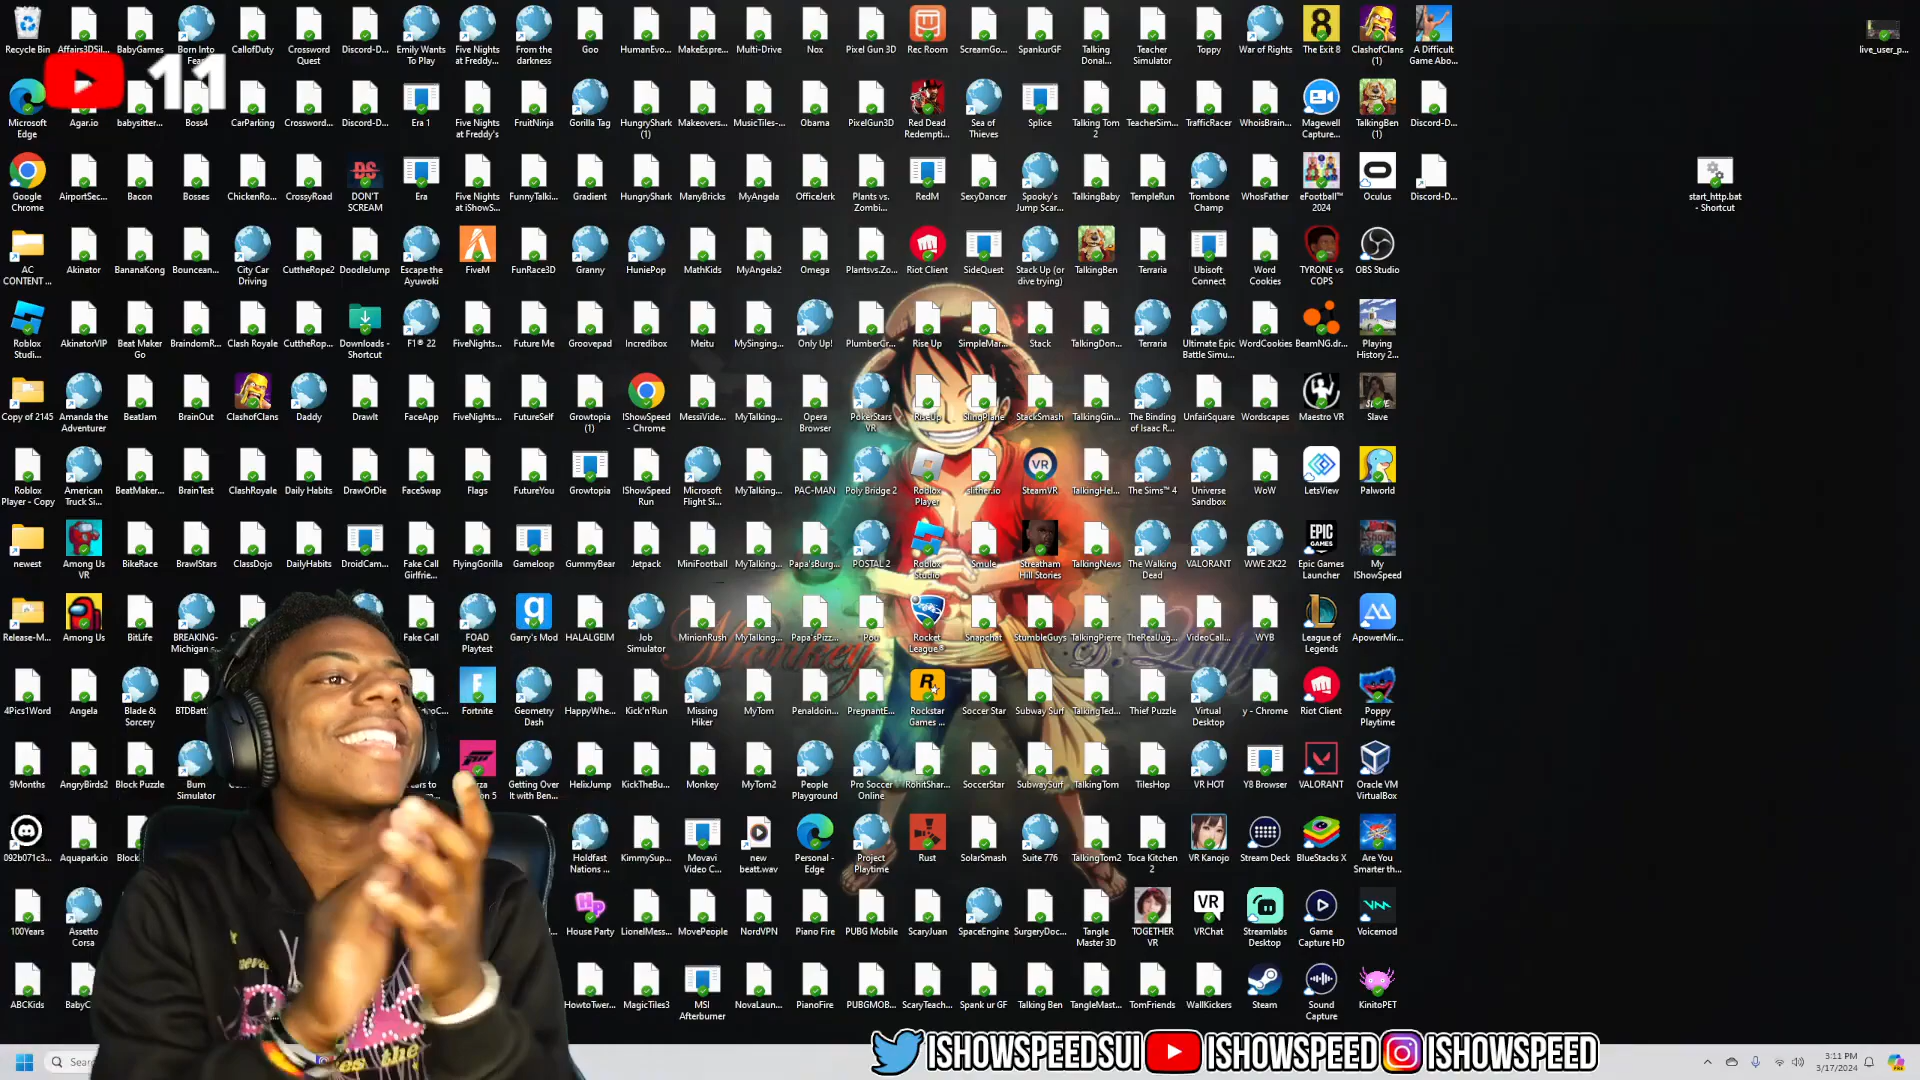 Recycle Bin Affairs3DSil... BabyGames Born Into Fear CallofDuty Crossword Quest Discord-D... Emily Wants To Play Five Nights at Freddy... From the darkness Goo HumanEvo... MakeExpre... Multi-Drive Nox Pixel Gun 3D Rec Room ScreamGo... SpankurGF Talking Donal... Teacher Simulator Toppy War of Rights The Exit 8 ClashofClans (1) A Difficult Game Abo... live_user_p...
11
Microsoft Edge Agar.io babysitter... Boss4 CarParking Crossword... Discord-D... Era 1 Five Nights at Freddy's FruitNinja Gorilla Tag HungryShark (1) Makeovers... MusicTiles-... Obama PixelGun3D Red Dead Redempti... Sea of Thieves Splice Talking Tom 2 TeacherSim... TrafficRacer WhoisBrain... Magewell Capture... TalkingBen (1) Discord-D...
Google Chrome AirportSec... Bacon Bosses ChickenRo... CrossyRoad DON'T SCREAM Era Five Nights at iShowS... FunnyTalki... Gradient HungryShark ManyBricks MyAngela OfficeJerk Plants vs. Zombi... RedM SexyDancer Spooky's Jump Scar... TalkingBaby TempleRun Trombone Champ WhosFather eFootball™ 2024 Oculus Discord-D... start_http.bat - Shortcut
AC CONTENT ... Akinator BananaKong Bouncean... City Car Driving CuttheRope2 DoodleJump Escape the Ayuwoki FiveM FunRace3D Granny HuniePop MathKids MyAngela2 Omega Plantsvs.Zo... Riot Client SideQuest Stack Up (or dive trying) TalkingBen Terraria Ubisoft Connect Word Cookies TYRONE vs COPS OBS Studio
Roblox Studi... AkinatorVIP Beat Maker Go BraindomR... Clash Royale CuttheRop... Downloads - Shortcut F1® 22 FiveNights... Future Me Groovepad Incredibox Meitu MySinging... Only Up! PlumberCr... Rise Up SimpleMar... Stack TalkingDon... Terraria Ultimate Epic Battle Simu... WordCookies BeamNG.dr... Playing History 2...
Copy of 2145 Amanda the Adventurer BeatJam BrainOut ClashofClans Daddy DrawIt FaceApp FiveNights... FutureSelf Growtopia (1) IShowSpeed - Chrome MessiVide... MyTalking... Opera Browser PokerStars VR RiseUp SlingPlane StackSmash TalkingGin... The Binding of Isaac R... UnfairSquare Wordscapes Maestro VR Slave
Roblox Player - Copy American Truck Si... BeatMaker... BrainTest ClashRoyale Daily Habits DrawOrDie FaceSwap Flags FutureYou Growtopia IShowSpeed Run Microsoft Flight Si... MyTalking... PAC-MAN Poly Bridge 2 Roblox Player slither.io SteamVR TalkingHel... The Sims™ 4 Universe Sandbox WoW LetsView Palworld
newest Among Us VR BikeRace BrawlStars ClassDojo DailyHabits DroidCam... Fake Call Girlfrie... FlyingGorilla Gameloop GummyBear Jetpack MiniFootball MyTalking... Papa'sBurg... POSTAL 2 Roblox Studio Smule Streatham Hill Stories TalkingNews The Walking Dead VALORANT WWE 2K22 Epic Games Launcher My IShowSpeed
Release-M... Among Us BitLife BREAKING- Michigan s... Fake Call FOAD Playtest Garry's Mod HALALGEIM Job Simulator MinionRush MyTalking... Papa'sPizz... Pou Rocket League® Snapchat StumbleGuys TalkingPierre TheRealJug... VideoCall... WYB League of Legends ApowerMir...
Monkey D. Luffy
4Pics1Word Angela Blade & Sorcery BTDBatt... Fortnite Geometry Dash HappyWhe... Kick'n'Run Missing Hiker MyTom Penaldoin... PregnantE... Rockstar Games ... Soccer Star Subway Surf TalkingTed... Thief Puzzle Virtual Desktop y - Chrome Riot Client Poppy Playtime
9Months AngryBirds2 Block Puzzle Bum Simulator Getting Over It with Ben... HelixJump KickTheBu... Monkey MyTom2 People Playground Pro Soccer Online RohitShar... SoccerStar SubwaySurf TalkingTom TilesHop VR HOT Y8 Browser VALORANT Oracle VM VirtualBox
092b071c3... Aquapark.io Holdfast Nations ... KimmySup... Movavi Video C... new beatt.wav Personal - Edge Project Playtime Rust SolarSmash Suite 776 TalkingTom2 Toca Kitchen 2 VR Kanojo Stream Deck BlueStacks X Are You Smarter th...
100Years Assetto Corsa House Party LionelMess... MovePeople NordVPN Piano Fire PUBG Mobile ScaryJuan SpaceEngine SurgeryDoc... Tangle Master 3D TOGETHER VR VRChat Streamlabs Desktop Game Capture HD Voicemod
ABCKids HowtoTwer... MagicTiles3 MSI Afterburner NovaLaun... PianoFire PUBGMOB... ScaryTeach... Spank ur GF Talking Ben TangleMast... TomFriends WallKickers Steam Sound Capture KinitoPET
ISHOWSPEEDSUI ISHOWSPEED ISHOWSPEED
3:11 PM
3/17/2024